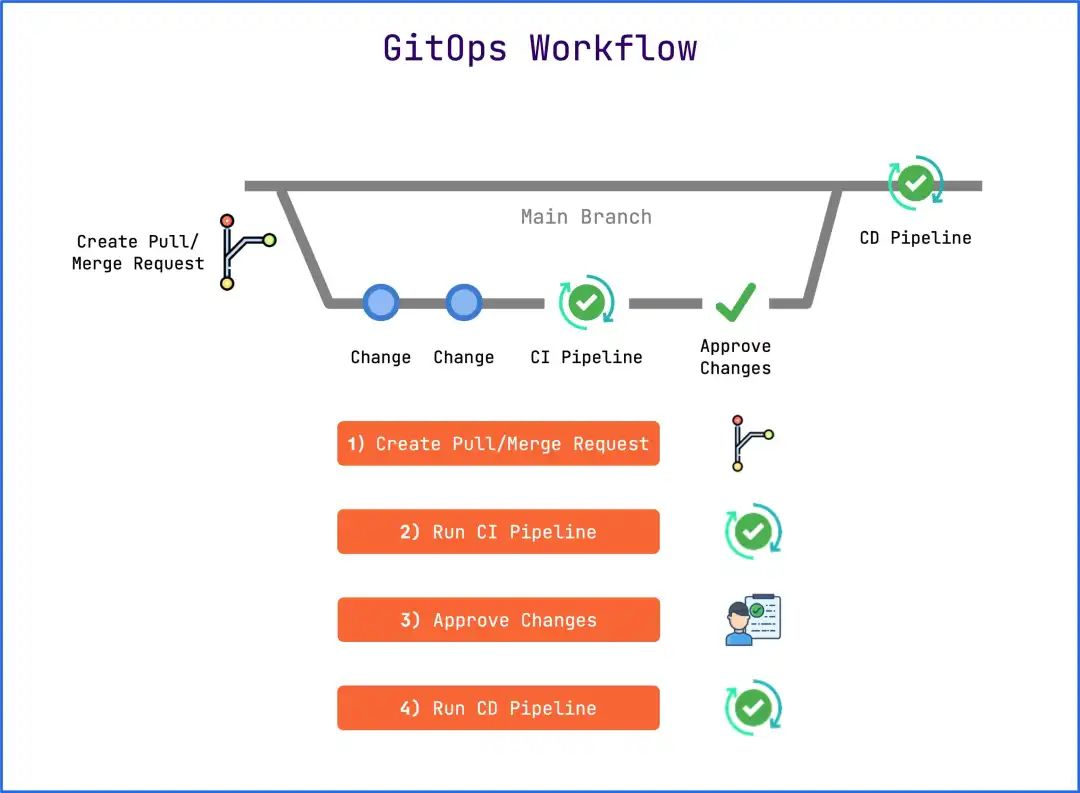 GitOps Workflow
Main Branch
Create Pull/
Merge Request
CD Pipeline
Change
Change
CI Pipeline
Approve
Changes
1) Create Pull/Merge Request
2) Run CI Pipeline
3) Approve Changes
4) Run CD Pipeline